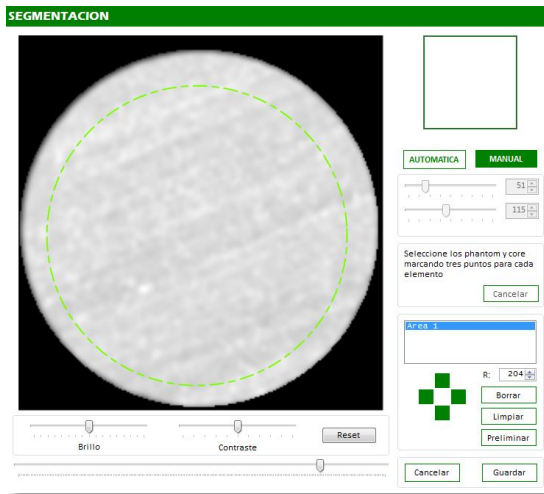 SEGMENTACION
AUTOMATICA
MANUAL
51
115
Seleccione los phantom y core
marcando tres puntos para cada
elemento
Cancelar
Area 1
R: 204
Borrar
Limpiar
Preliminar
Brillo
Contraste
Reset
Cancelar
Guardar